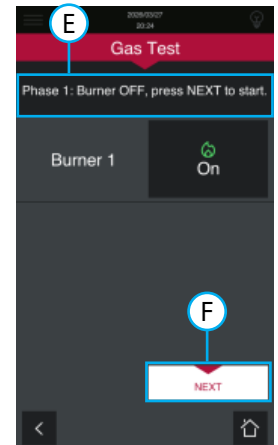 E
2026/03/27
20:24
Gas Test
Phase 1: Burner OFF, press NEXT to start.
Burner 1
On
F
NEXT